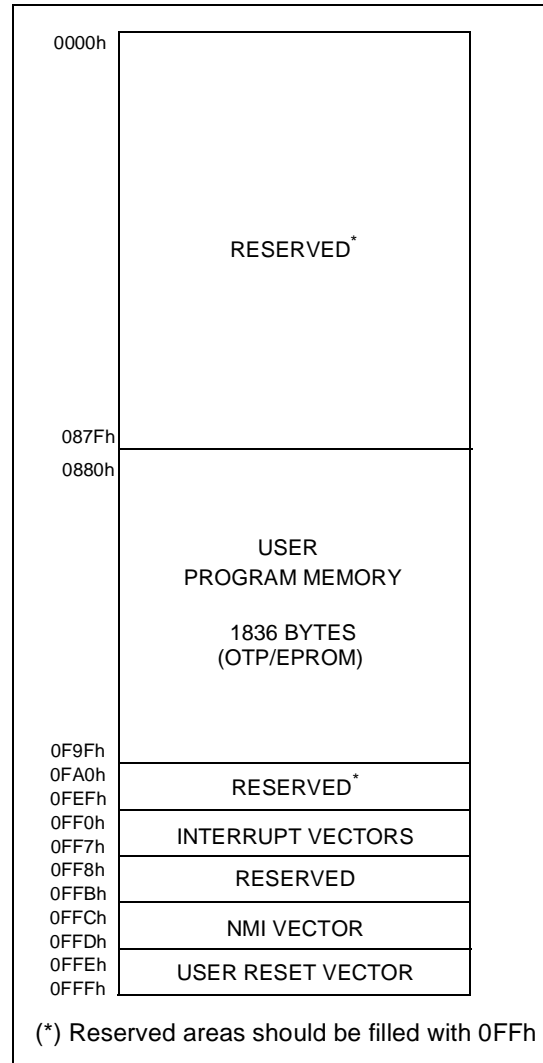 0000h
RESERVED*
087Fh
0880h
USER
PROGRAM MEMORY
1836 BYTES
(OTP/EPROM)
0F9Fh
0FA0h
RESERVED*
0FEFh
0FF0h
INTERRUPT VECTORS
0FF7h
0FF8h
RESERVED
0FFBh
0FFCh
NMI VECTOR
0FFDh
0FFEh
USER RESET VECTOR
0FFFh
(*) Reserved areas should be filled with 0FFh